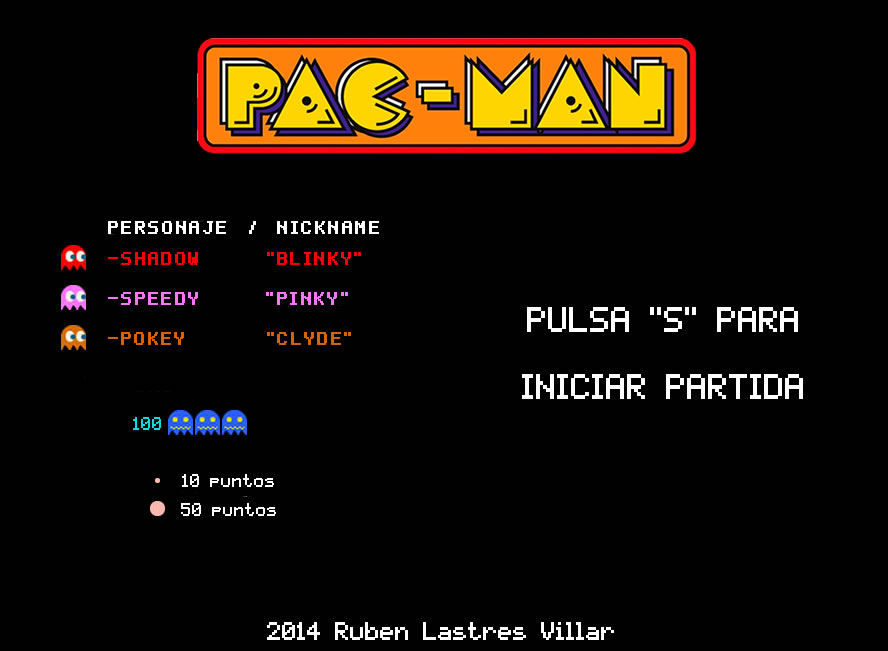 PAC-MAN
PERSONAJE / NICKNAME
-SHADOW "BLINKY"
-SPEEDY "PINKY"
-POKEY "CLYDE"
PULSA "S" PARA
INICIAR PARTIDA
100
10 puntos
50 puntos
2014 Ruben Lastres Villar